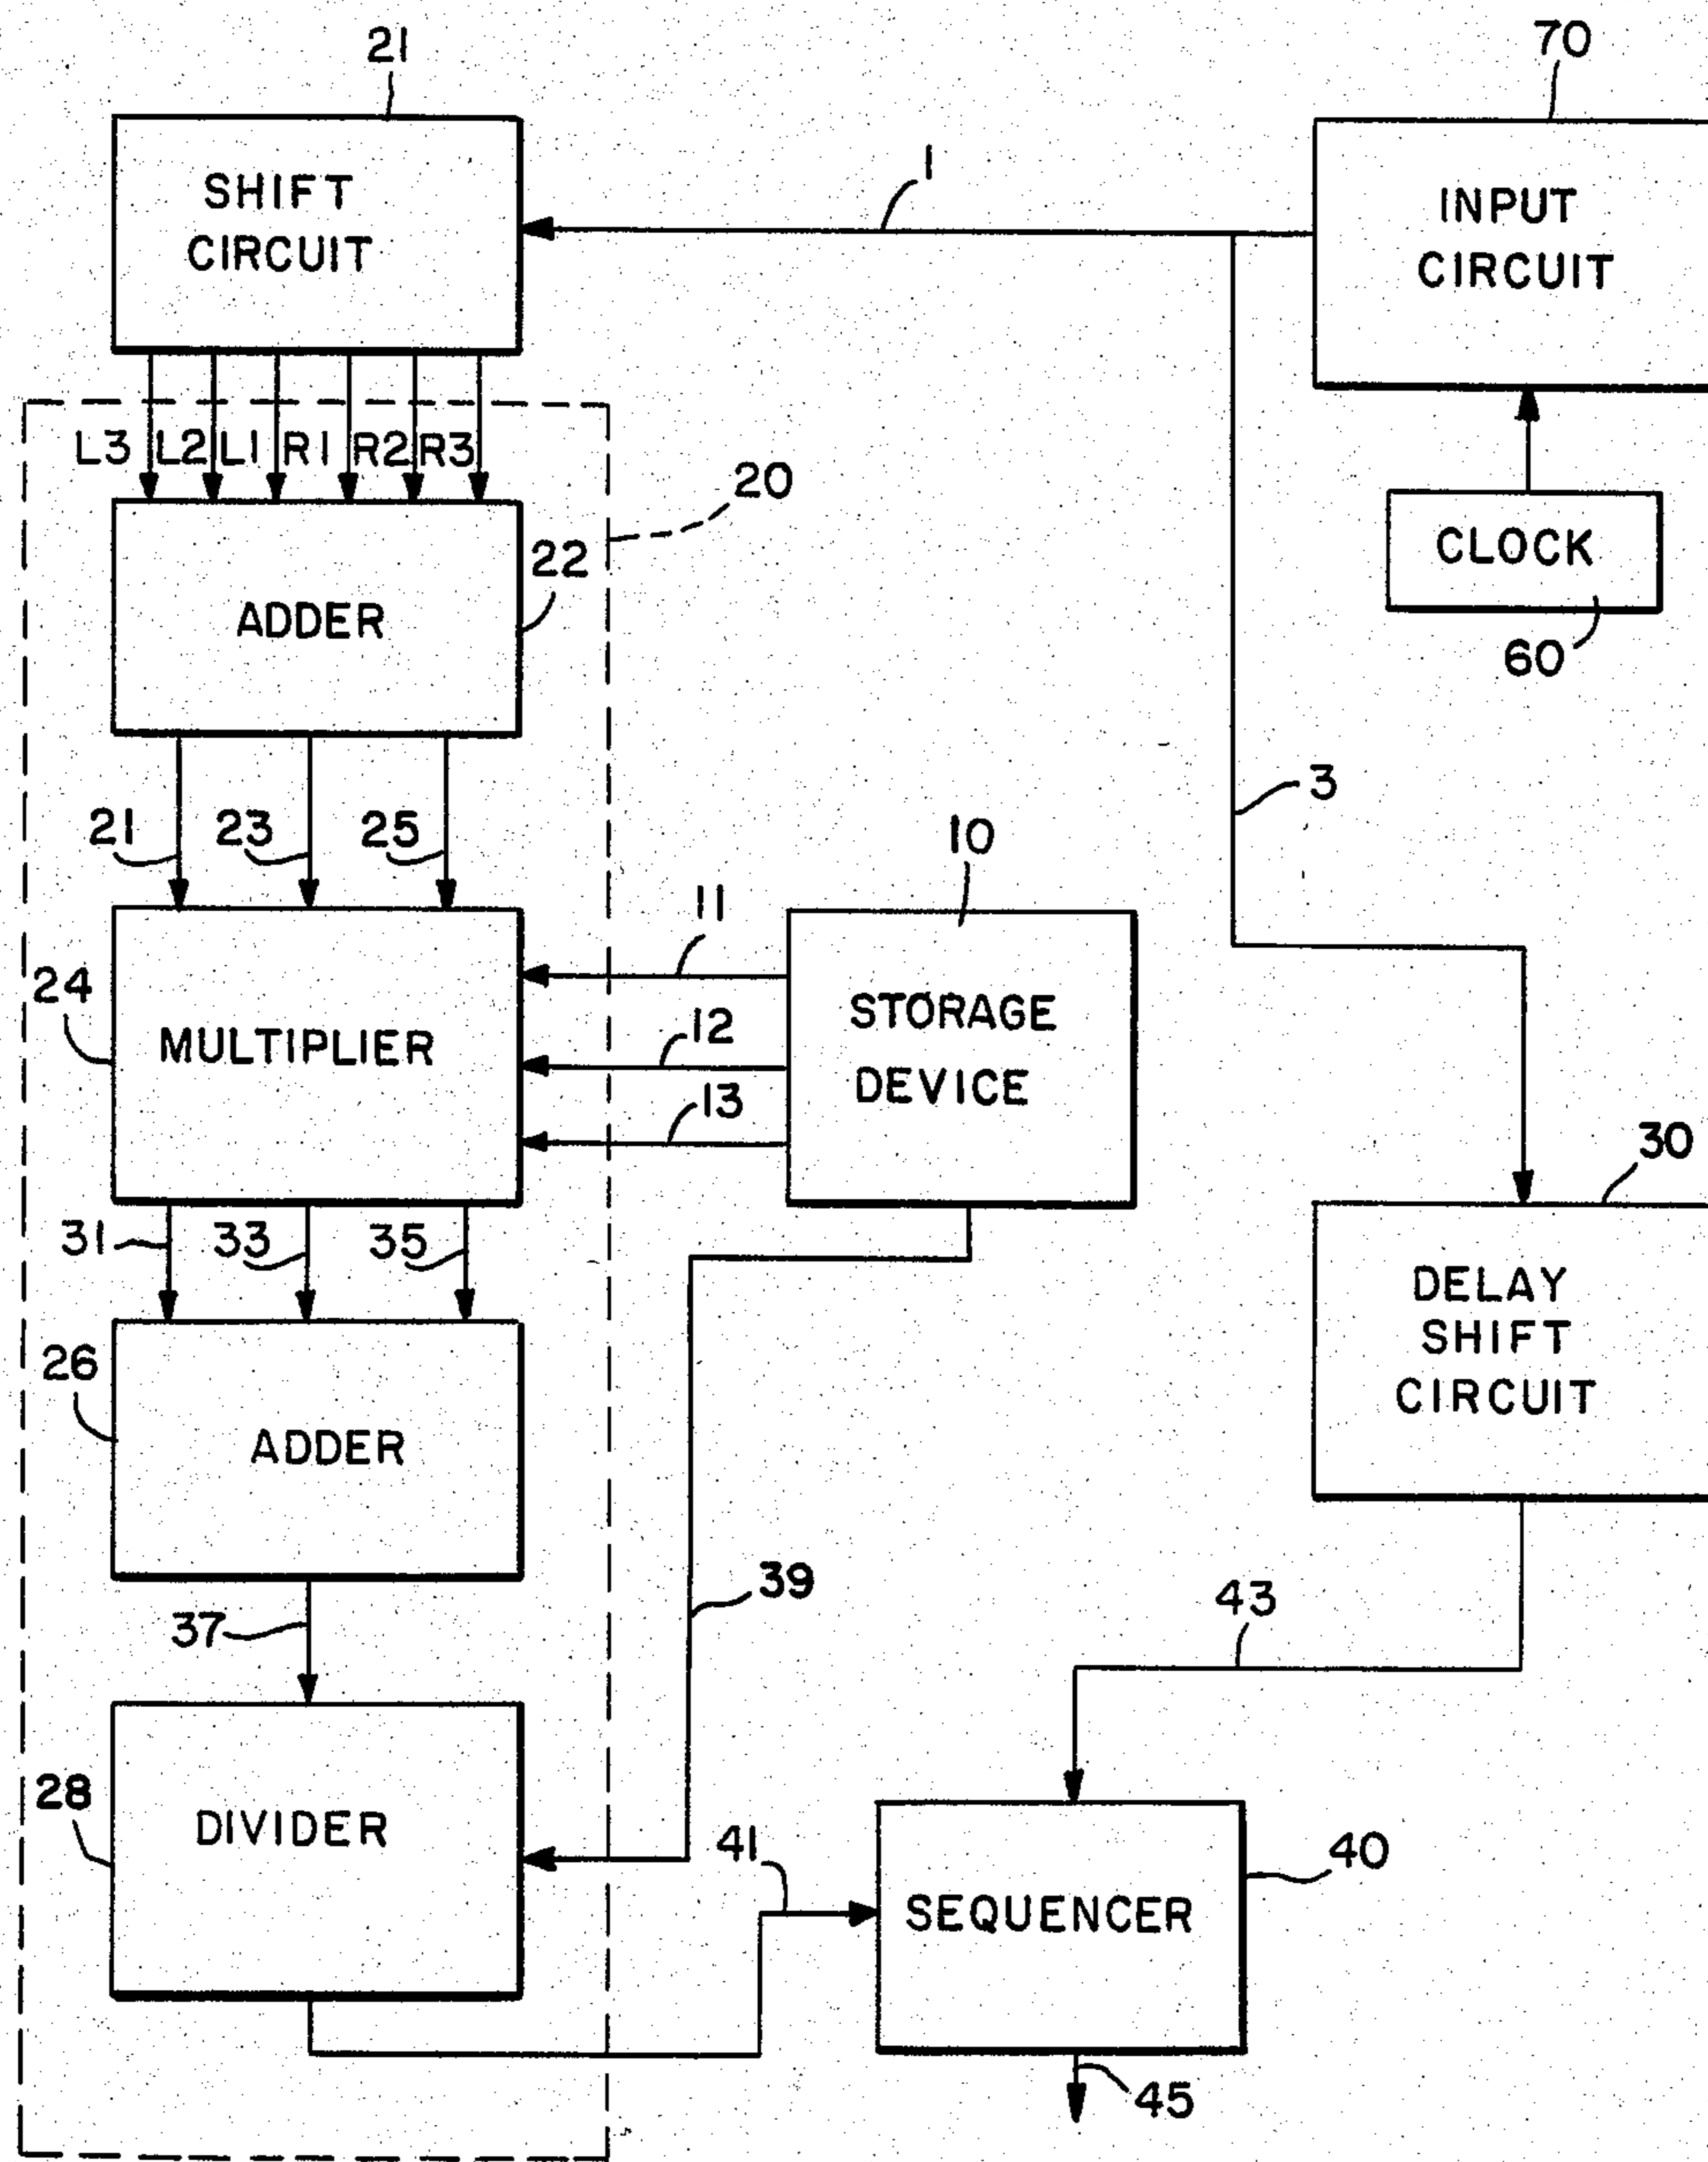 21
70
SHIFT
CIRCUIT
1
INPUT
CIRCUIT
L3 L2 L1 R1 R2 R3
20
CLOCK
60
22
ADDER
21 23 25
3
10
11
12
13
24
MULTIPLIER
STORAGE
DEVICE
30
31 33 35
DELAY
SHIFT
CIRCUIT
26
ADDER
39
43
37
28
DIVIDER
41
40
SEQUENCER
45